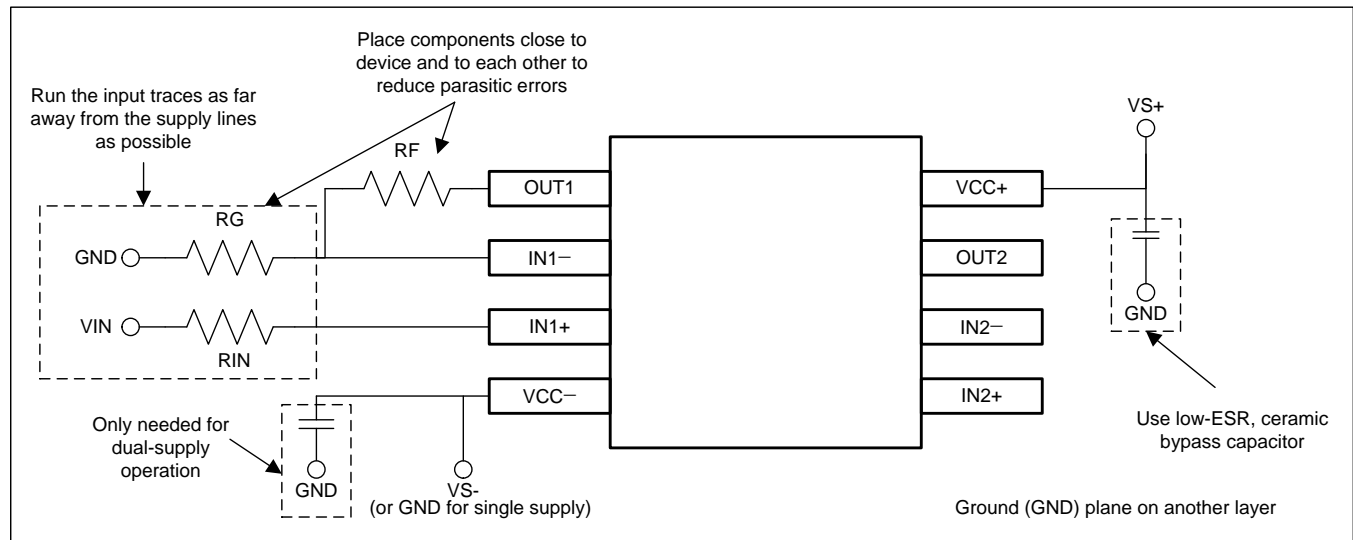 Place components close to
device and to each other to
reduce parasitic errors
Run the input traces as far
away from the supply lines
as possible
VS+
RF
OUT1
VCC+
RG
GND
IN1−
OUT2
GND
VIN
IN1+
IN2−
RIN
VCC−
IN2+
Only needed for
dual-supply
operation
Use low-ESR, ceramic
bypass capacitor
GND
VS-
(or GND for single supply)
Ground (GND) plane on another layer